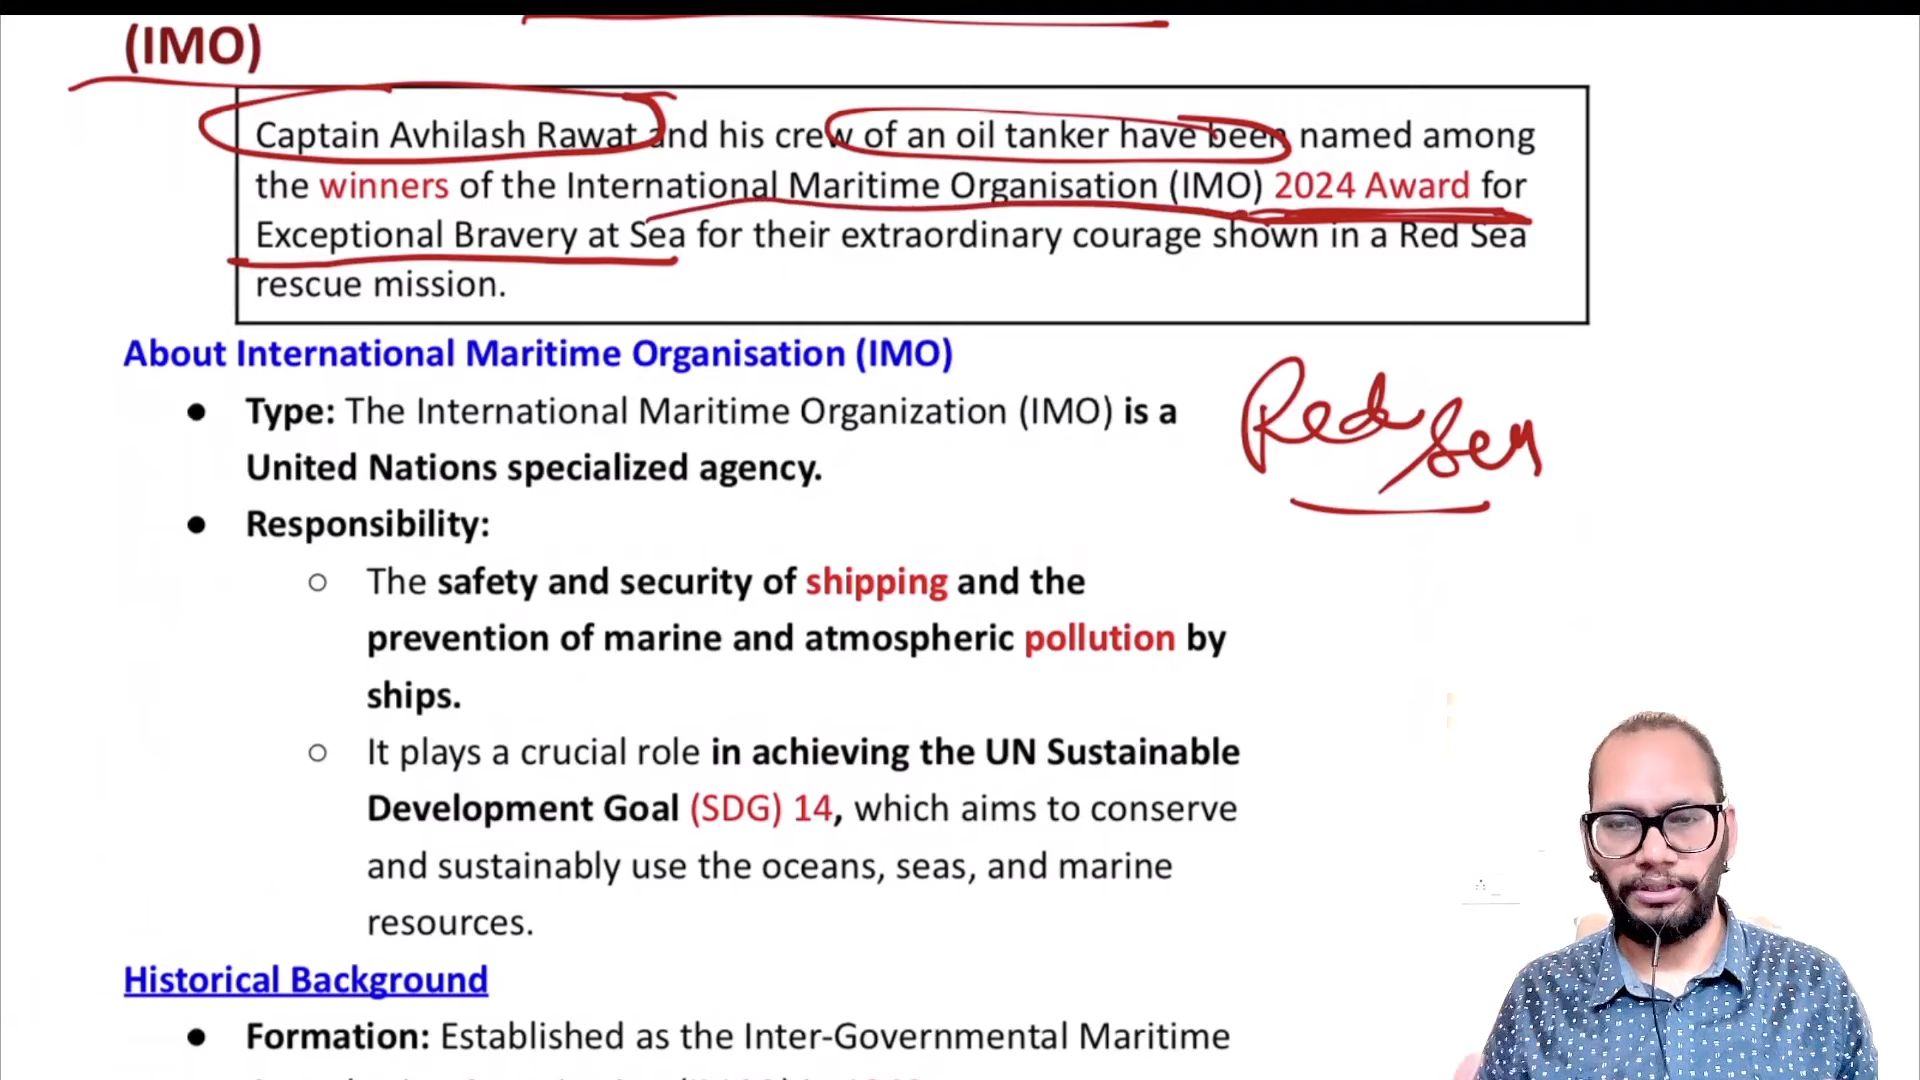 (IMO)
Captain Avhilash Rawat and his crew of an oil tanker have been named among
the winners of the International Maritime Organisation (IMO) 2024 Award for
Exceptional Bravery at Sea for their extraordinary courage shown in a Red Sea
rescue mission.
About International Maritime Organisation (IMO)
● Type: The International Maritime Organization (IMO) is a
United Nations specialized agency.
Red Sea
● Responsibility:
○ The safety and security of shipping and the
prevention of marine and atmospheric pollution by
ships.
○ It plays a crucial role in achieving the UN Sustainable
Development Goal (SDG) 14, which aims to conserve
and sustainably use the oceans, seas, and marine
resources.
Historical Background
● Formation: Established as the Inter-Governmental Maritime